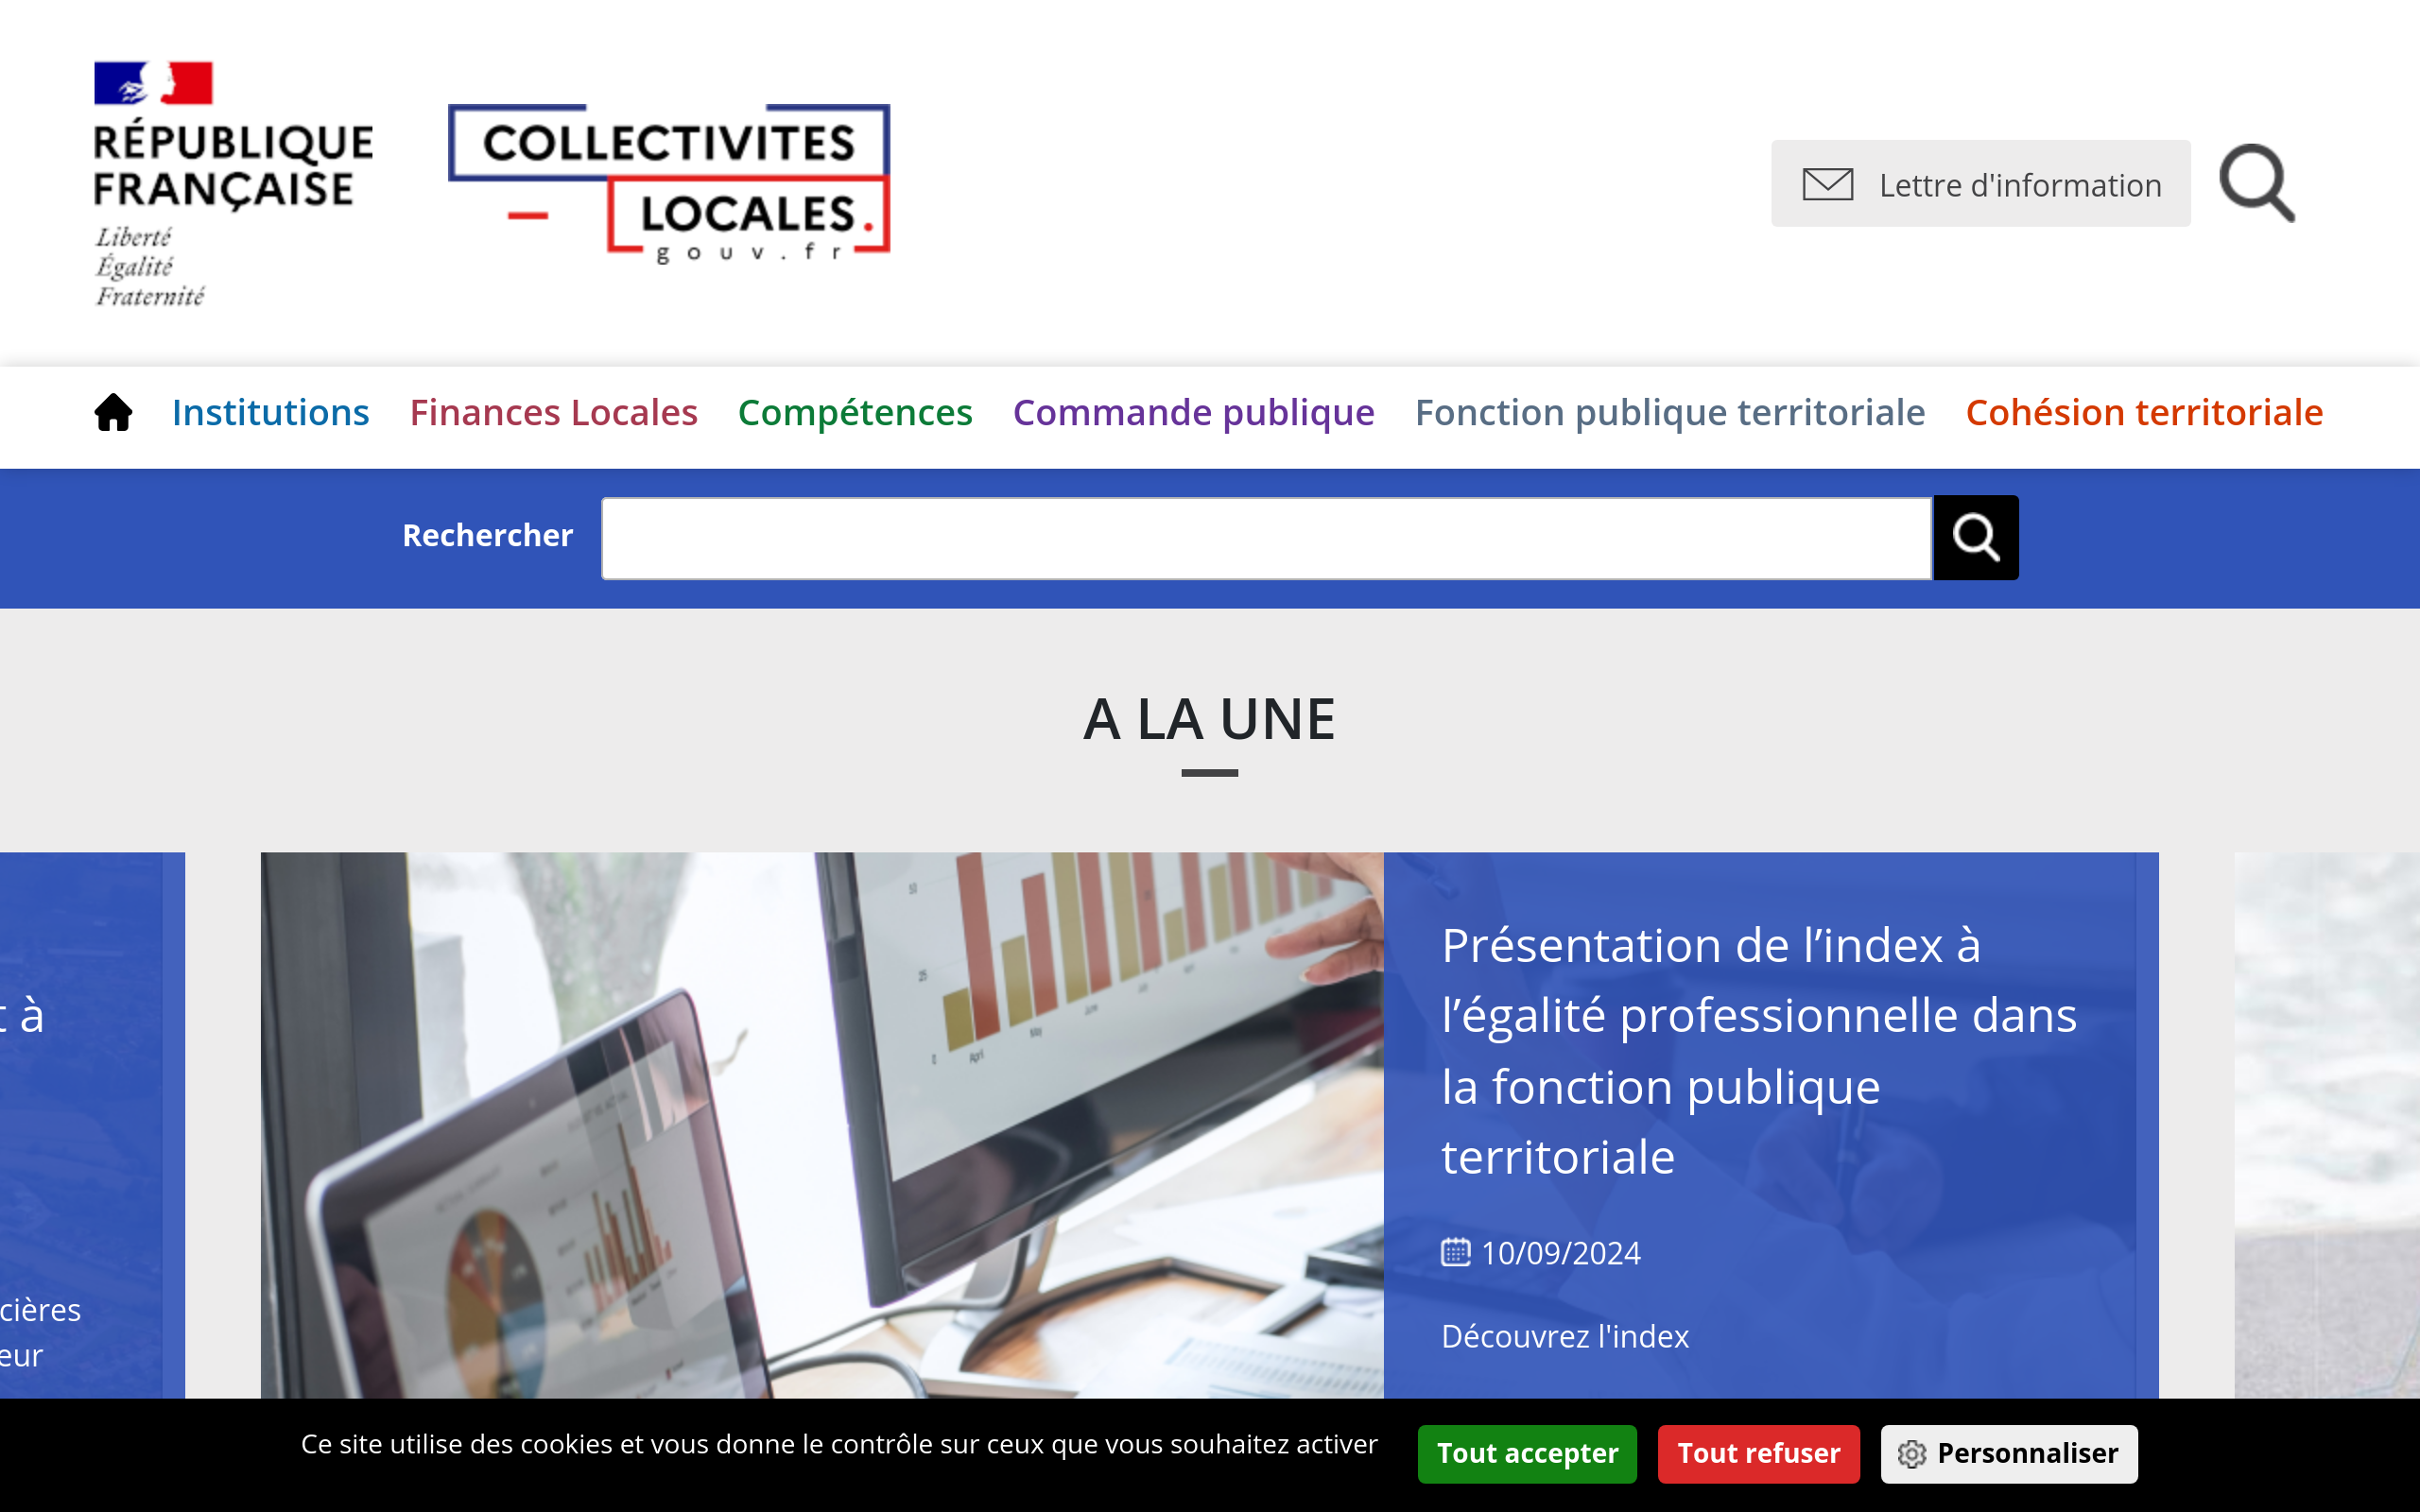 RÉPUBLIQUE
FRANÇAISE
Liberté
Égalité
Fraternité
COLLECTIVITES
LOCALES.
gouv.fr
Lettre d'information
Institutions Finances Locales Compétences Commande publique Fonction publique territoriale Cohésion territoriale
Rechercher
A LA UNE
t à
cières
eur
Présentation de l’index à
l’égalité professionnelle dans
la fonction publique
territoriale
10/09/2024
Découvrez l'index
Ce site utilise des cookies et vous donne le contrôle sur ceux que vous souhaitez activer
Tout accepter Tout refuser Personnaliser